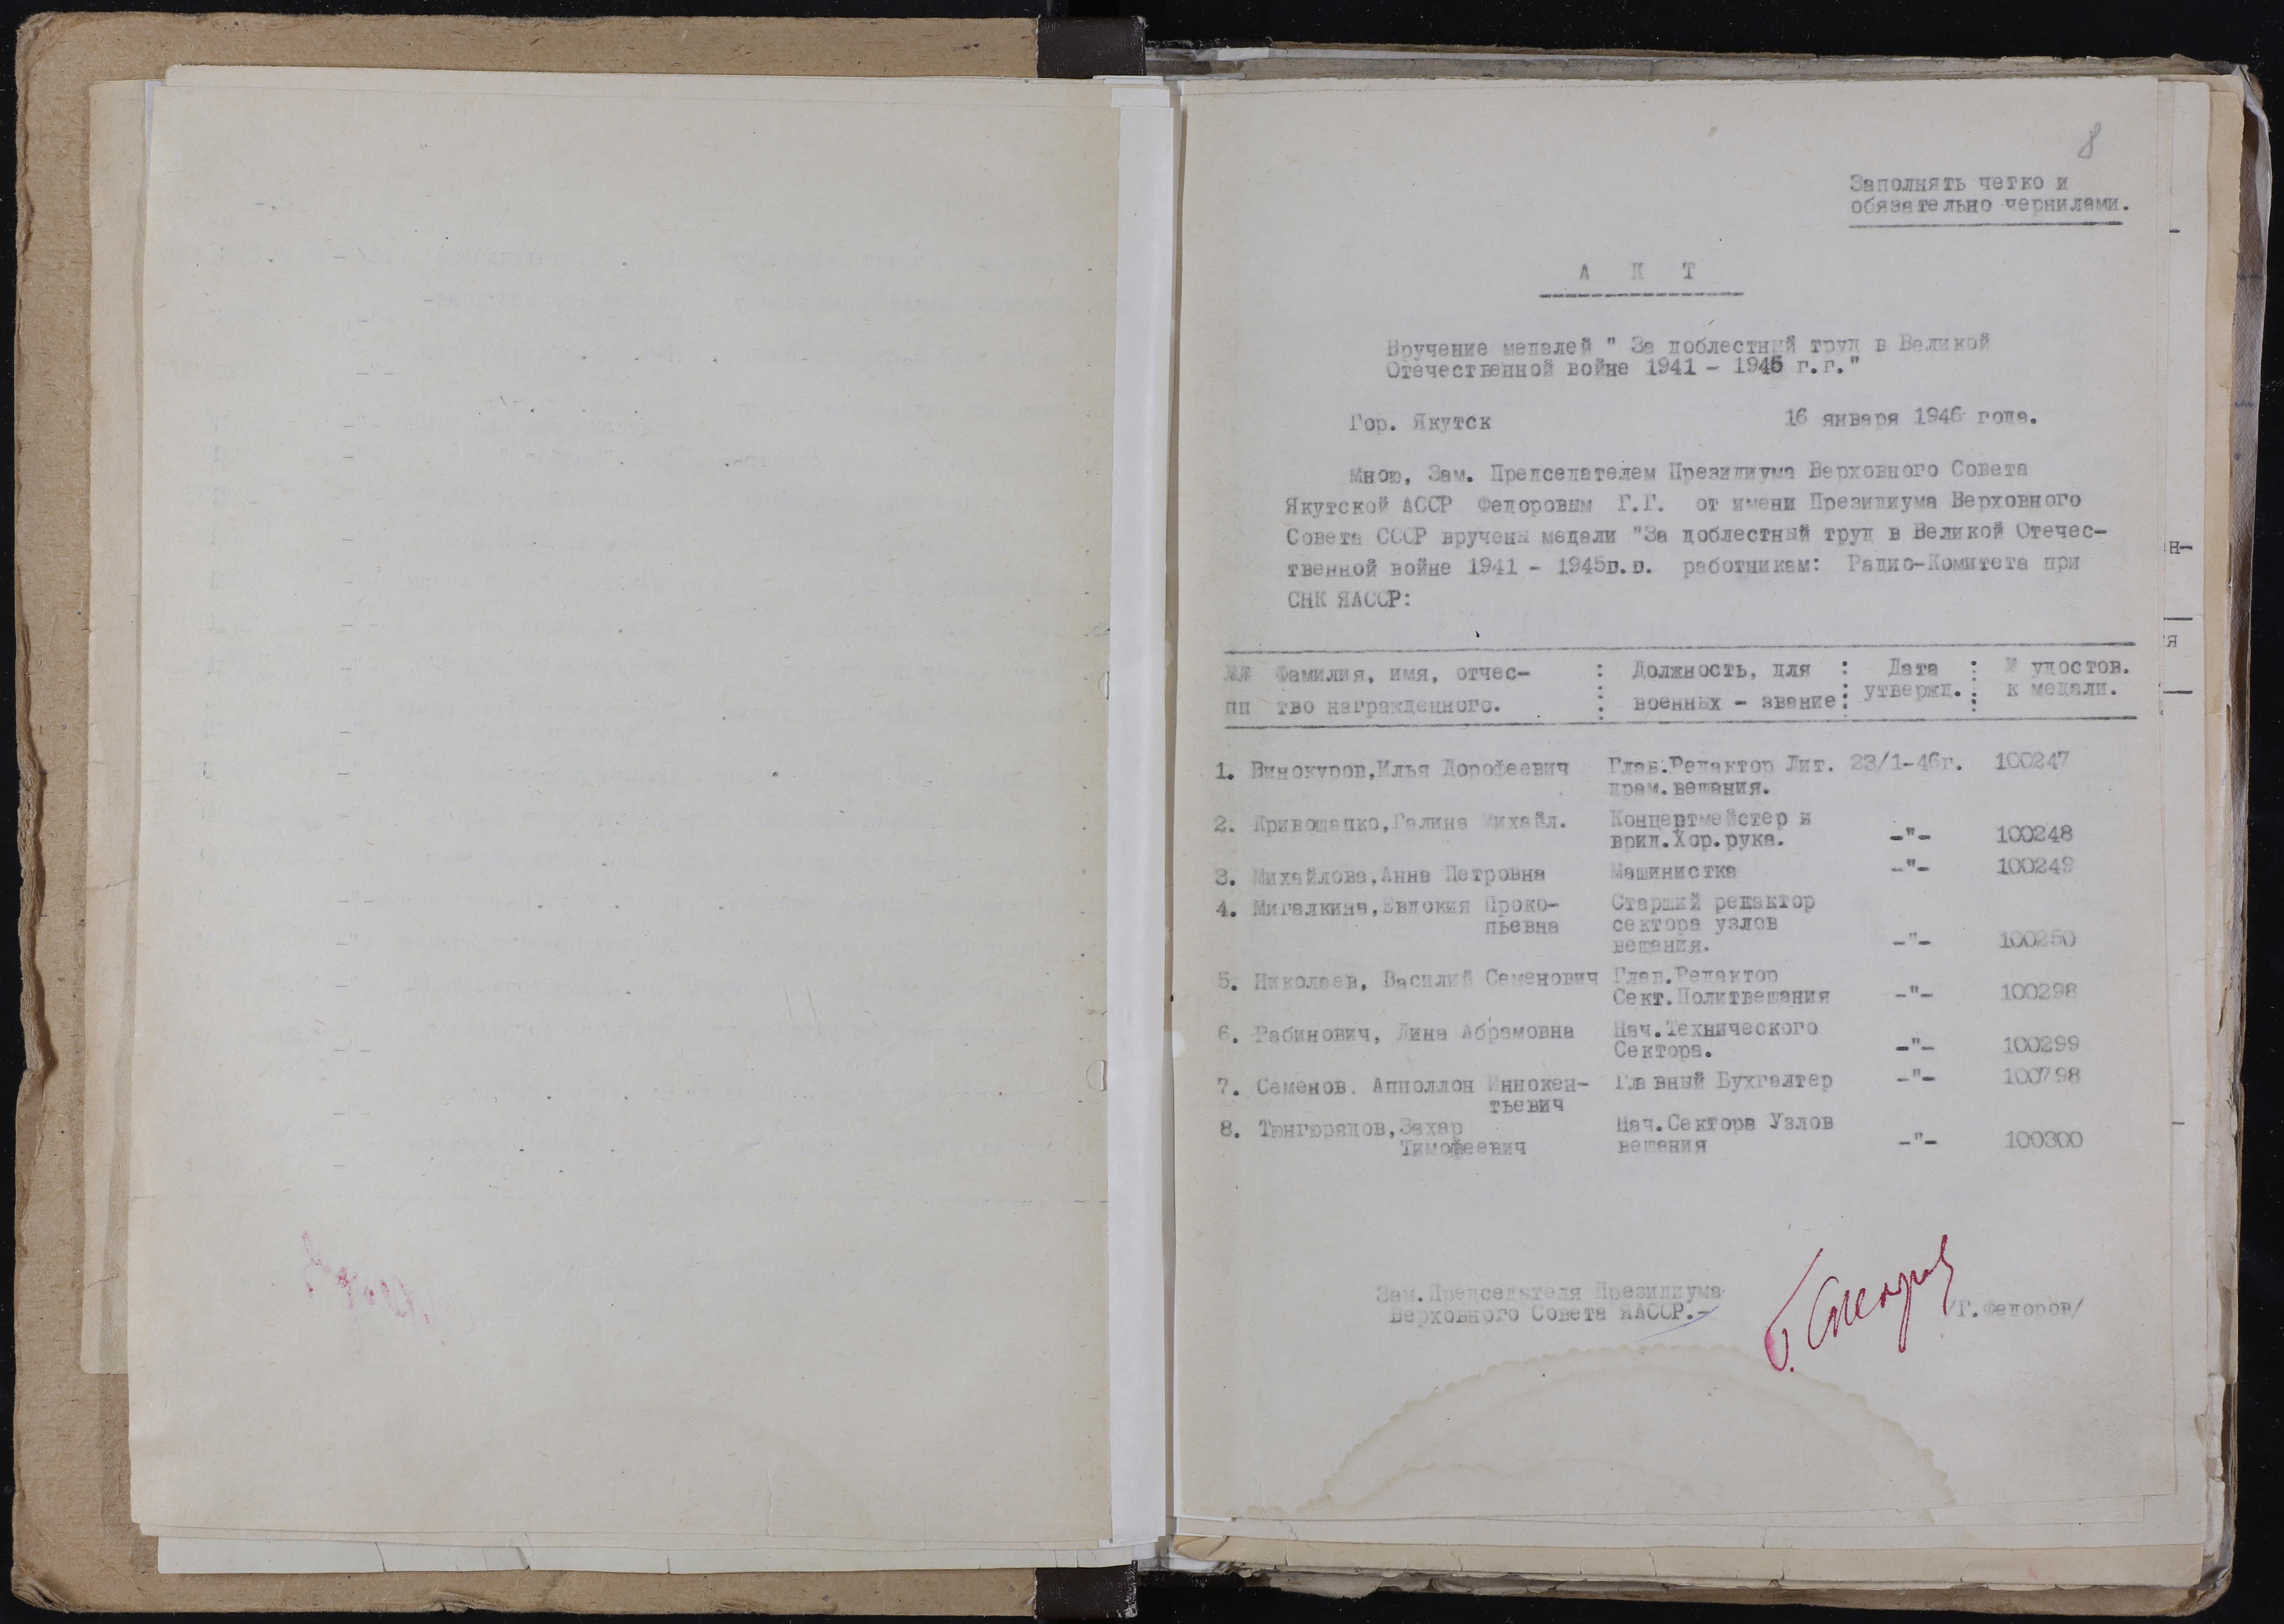 8
Заполнять четко и
обязательно чернилами.
А К Т
Вручение медалей " За доблестный труд в Великой
Отечественной войне 1941 - 1945 г.г."
Гор. Якутск 16 января 1946 года.
Мною, Зам. Председателем Президиума Верховного Совета
Якутской АССР Федоровым Г.Г. от имени Президиума Верховного
Совета СССР вручены медали "За доблестный труд в Великой Отечес-
твенной войне 1941 - 1945г.г. работникам: Радио-Комитета при
СНК ЯАССР:
№№ Фамилия, имя, отчес- : Должность, для : Дата : № удостов.
пп тво награжденного. : военных - звание : утвержд. : к медали.
1. Винокуров,Илья Дорофеевич Глав.Редактор Лит. 23/1-46г. 100247
драм.вещания.
2. Кривошапко,Галина Михайл. Концертмейстер и
врид.Хор.рука. -"- 100248
3. Михайлова,Анна Петровна Машинистка -"- 100249
4. Мигалкина,Евдокия Проко- Старший редактор
пьевна сектора узлов
вещания. -"- 100250
5. Николаев, Василий Семенович Глав.Редактор
Сект.Политвещания -"- 100298
6. Рабинович, Дина Абрамовна Нач.Технического
Сектора. -"- 100299
7. Семенов, Апполлон Иннокен- Главный Бухгалтер -"- 100798
тьевич
8. Тюнгюрядов,Захар Нач.Сектора Узлов
Тимофеевич вещания -"- 100300
Зам.Председателя Президиума
Верховного Совета ЯАССР.- /Г.Федоров/